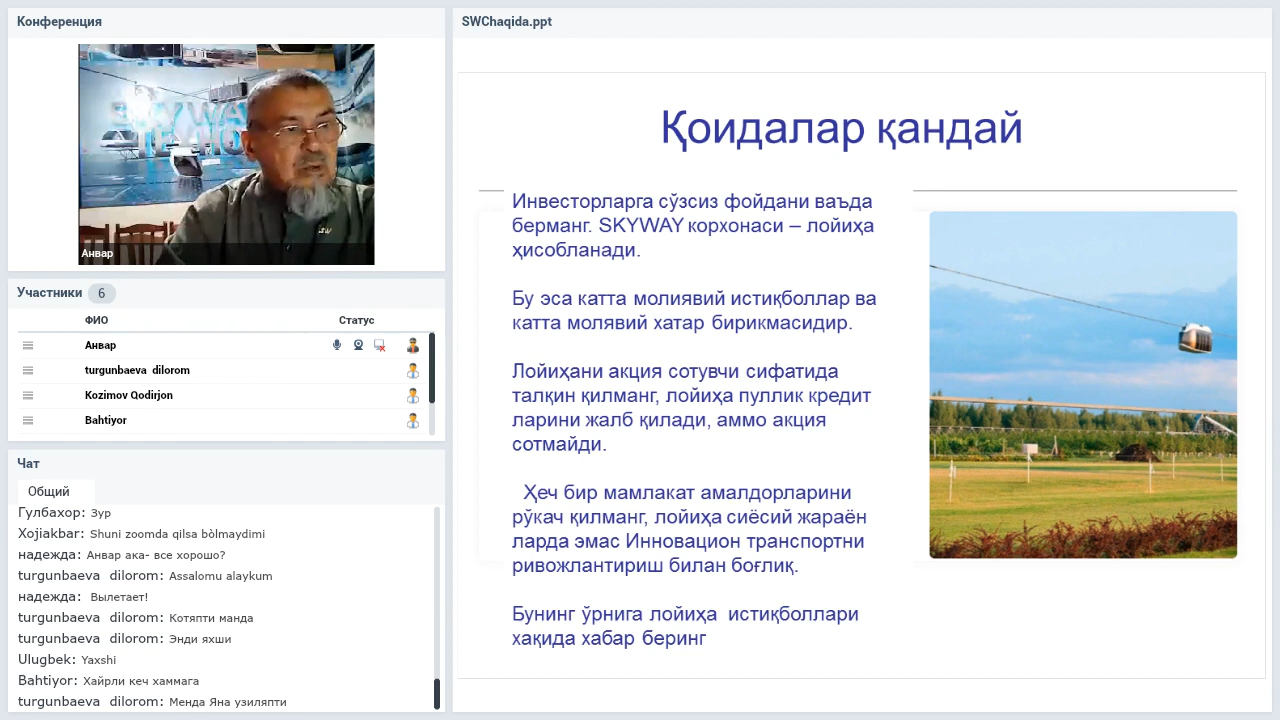 Конференция
SKYWAY
Анвар
Участники 6
ФИО Статус
Анвар
turgunbaeva dilorom
Kozimov Qodirjon
Bahtiyor
Чат
Общий
Гулбахор: Зур
Xojiakbar: Shuni zoomda qilsa bòlmaydimi
надежда: Анвар ака- все хорошо?
turgunbaeva dilorom: Assalomu alaykum
надежда: Вылетает!
turgunbaeva dilorom: Котяпти манда
turgunbaeva dilorom: Энди яхши
Ulugbek: Yaxshi
Bahtiyor: Хайрли кеч хаммага
turgunbaeva dilorom: Менда Яна узиляпти
SWChaqida.ppt
Қоидалар қандай
Инвесторларга сўзсиз фойдани ваъда
берманг. SKYWAY корхонаси – лойиҳа
ҳисобланади.
Бу эса катта молиявий истиқболлар ва
катта молявий хатар бирикмасидир.
Лойиҳани акция сотувчи сифатида
талқин қилманг, лойиҳа пуллик кредит
ларини жалб қилади, аммо акция
сотмайди.
Ҳеч бир мамлакат амалдорларини
рўкач қилманг, лойиҳа сиёсий жараён
ларда эмас Инновацион транспортни
ривожлантириш билан боғлиқ.
Бунинг ўрнига лойиҳа истиқболлари
хақида хабар беринг